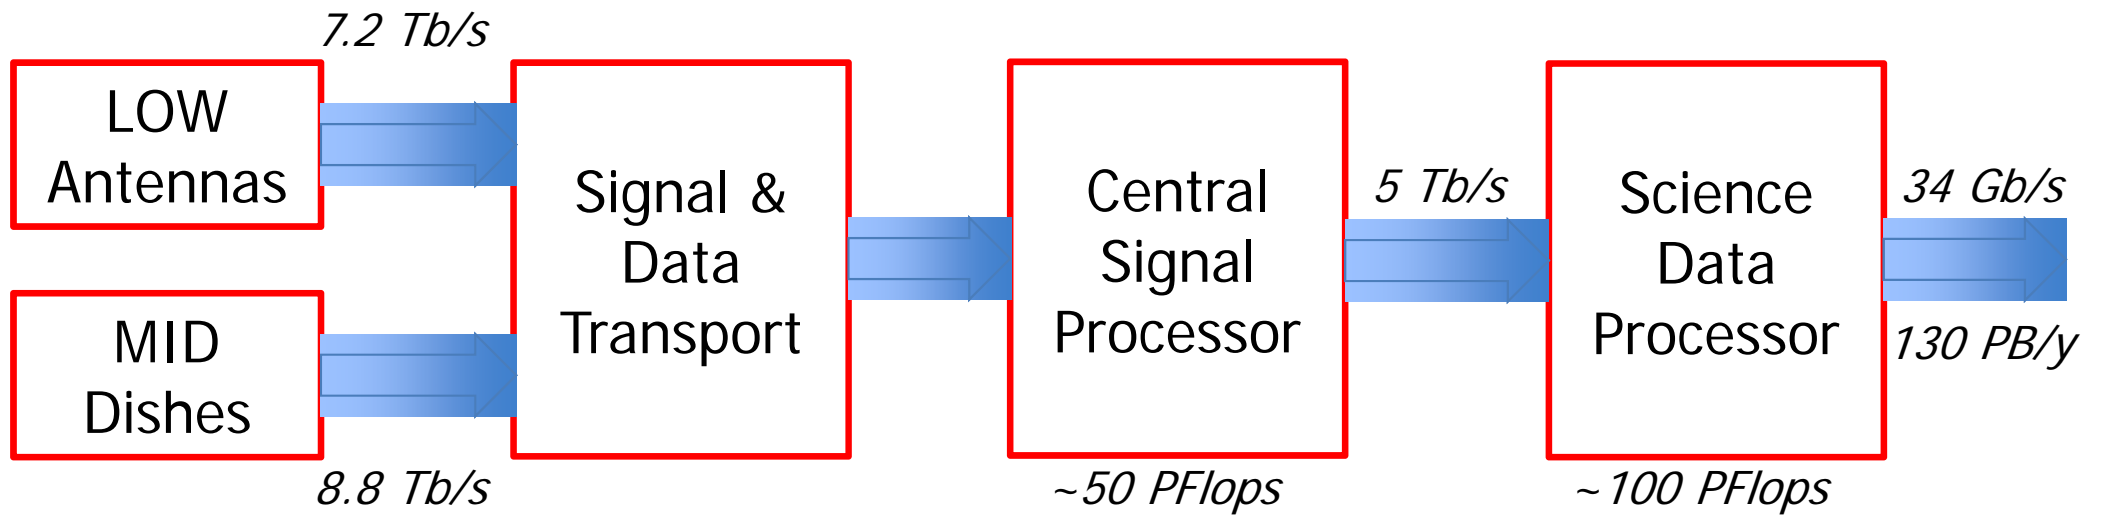 7.2 Tb/s
LOW
Antennas
MID
Dishes
8.8 Tb/s
Signal &
Data
Transport
Central
Signal
Processor
~50 PFlops
5 Tb/s
Science
Data
Processor
~100 PFlops
34 Gb/s
130 PB/y